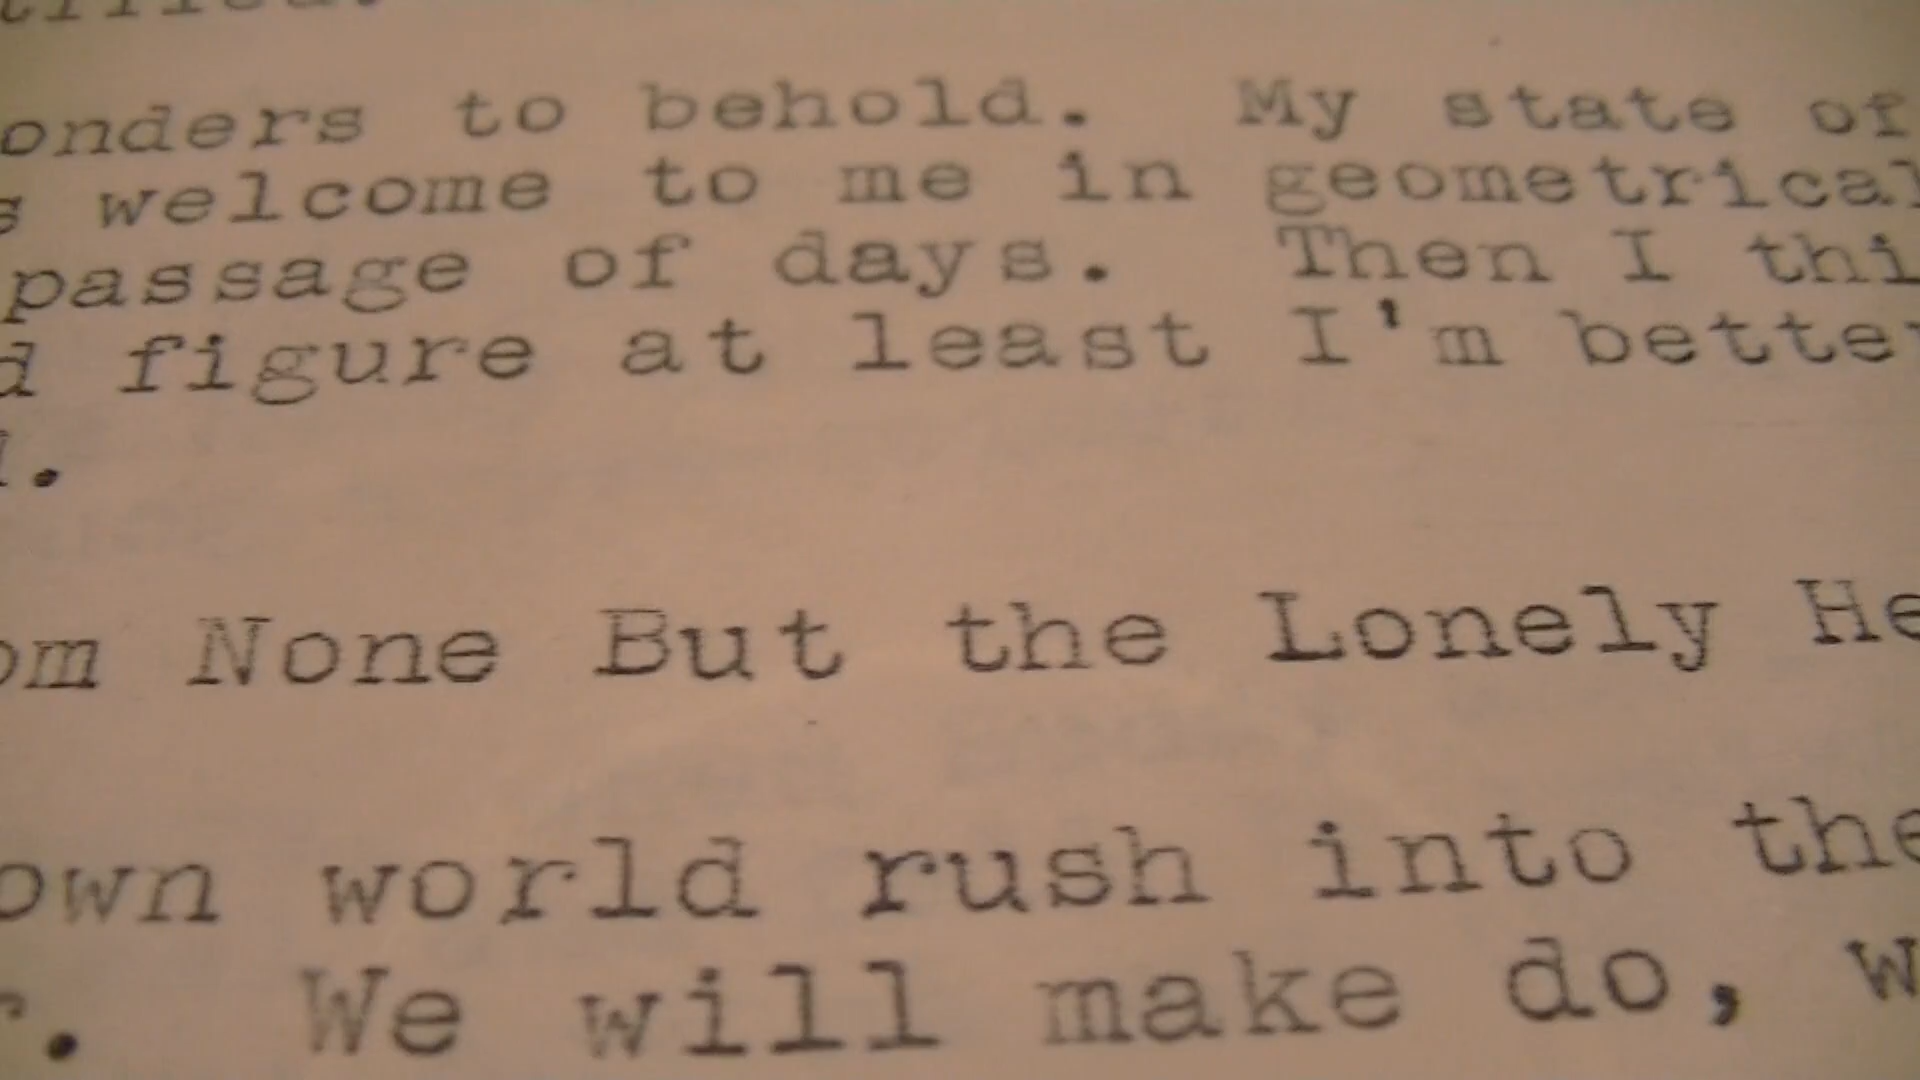 onders to behold.  My state of
s welcome to me in geometrical
passage of days.  Then I thi
d figure at least I'm better
.
om None But the Lonely He
own world rush into the
r.  We will make do, w